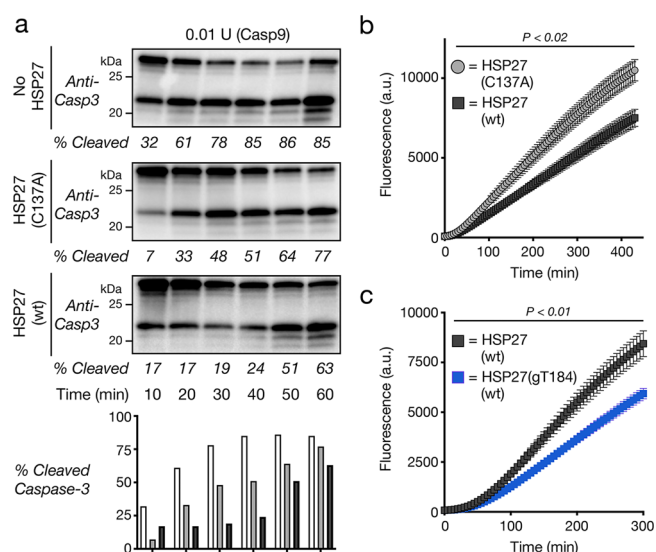 a
0.01 U (Casp9)
No
HSP27
Anti-
Casp3
kDa
25
20
% Cleaved 32 61 78 85 86 85
HSP27
(C137A)
Anti-
Casp3
kDa
25
20
% Cleaved 7 33 48 51 64 77
HSP27
(wt)
Anti-
Casp3
kDa
25
20
% Cleaved 17 17 19 24 51 63
Time (min) 10 20 30 40 50 60
% Cleaved
Caspase-3
100
75
50
25
0
b
P < 0.02
= HSP27
(C137A)
= HSP27
(wt)
Fluorescence (a.u.)
10000
5000
0
0 100 200 300 400
Time (min)
c
P < 0.01
= HSP27
(wt)
= HSP27(gT184)
(wt)
Fluorescence (a.u.)
10000
7500
5000
2500
0
0 100 200 300
Time (min)